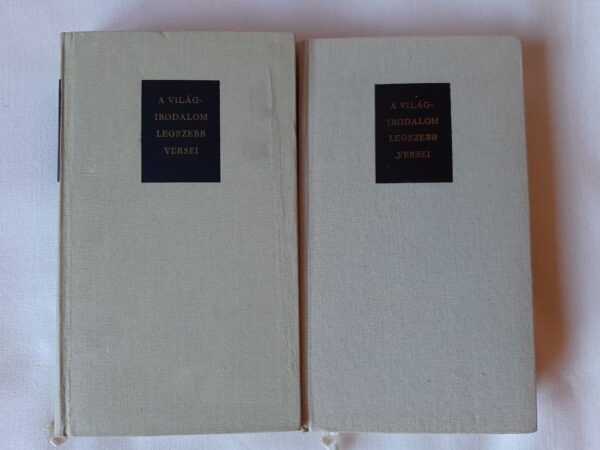 A VILÁG-
IRODALOM
LEGSZEBB
VERSEI
A VILÁG-
IRODALOM
LEGSZEBB
VERSEI